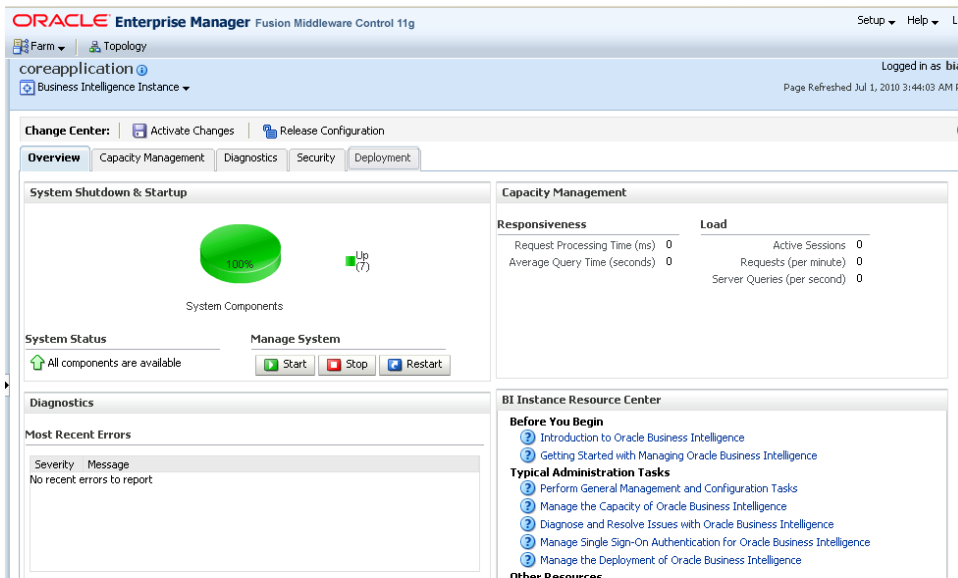 ORACLE Enterprise Manager Fusion Middleware Control 11g
Setup Help L
Farm Topology
coreapplication
Logged in as bia
Business Intelligence Instance
Page Refreshed Jul 1, 2010 3:44:03 AM P
Change Center: Activate Changes Release Configuration
Overview Capacity Management Diagnostics Security Deployment
System Shutdown & Startup
100%
Up
(7)
System Components
System Status
All components are available
Manage System
Start Stop Restart
Capacity Management
Responsiveness
Request Processing Time (ms) 0
Average Query Time (seconds) 0
Load
Active Sessions 0
Requests (per minute) 0
Server Queries (per second) 0
Diagnostics
Most Recent Errors
Severity Message
No recent errors to report
BI Instance Resource Center
Before You Begin
Introduction to Oracle Business Intelligence
Getting Started with Managing Oracle Business Intelligence
Typical Administration Tasks
Perform General Management and Configuration Tasks
Manage the Capacity of Oracle Business Intelligence
Diagnose and Resolve Issues with Oracle Business Intelligence
Manage Single Sign-On Authentication for Oracle Business Intelligence
Manage the Deployment of Oracle Business Intelligence
Other Resources